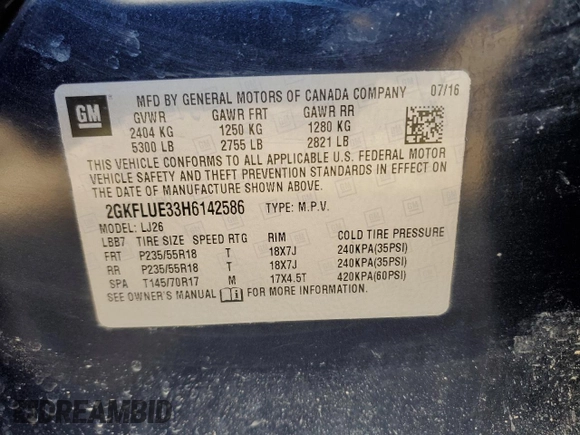 GM
MFD BY GENERAL MOTORS OF CANADA COMPANY 07/16
GVWR GAWR FRT GAWR RR
2404 KG 1250 KG 1280 KG
5300 LB 2755 LB 2821 LB
THIS VEHICLE CONFORMS TO ALL APPLICABLE U.S. FEDERAL MOTOR
VEHICLE SAFETY AND THEFT PREVENTION STANDARDS IN EFFECT ON
THE DATE OF MANUFACTURE SHOWN ABOVE.
2GKFLUE33H6142586 TYPE: M.P.V.
MODEL: LJ26
LBB7 TIRE SIZE SPEED RTG RIM COLD TIRE PRESSURE
FRT P235/55R18 T 18X7J 240KPA(35PSI)
RR P235/55R18 T 18X7J 240KPA(35PSI)
SPA T145/70R17 M 17X4.5T 420KPA(60PSI)
SEE OWNER'S MANUAL FOR MORE INFORMATION.
DREAMBID